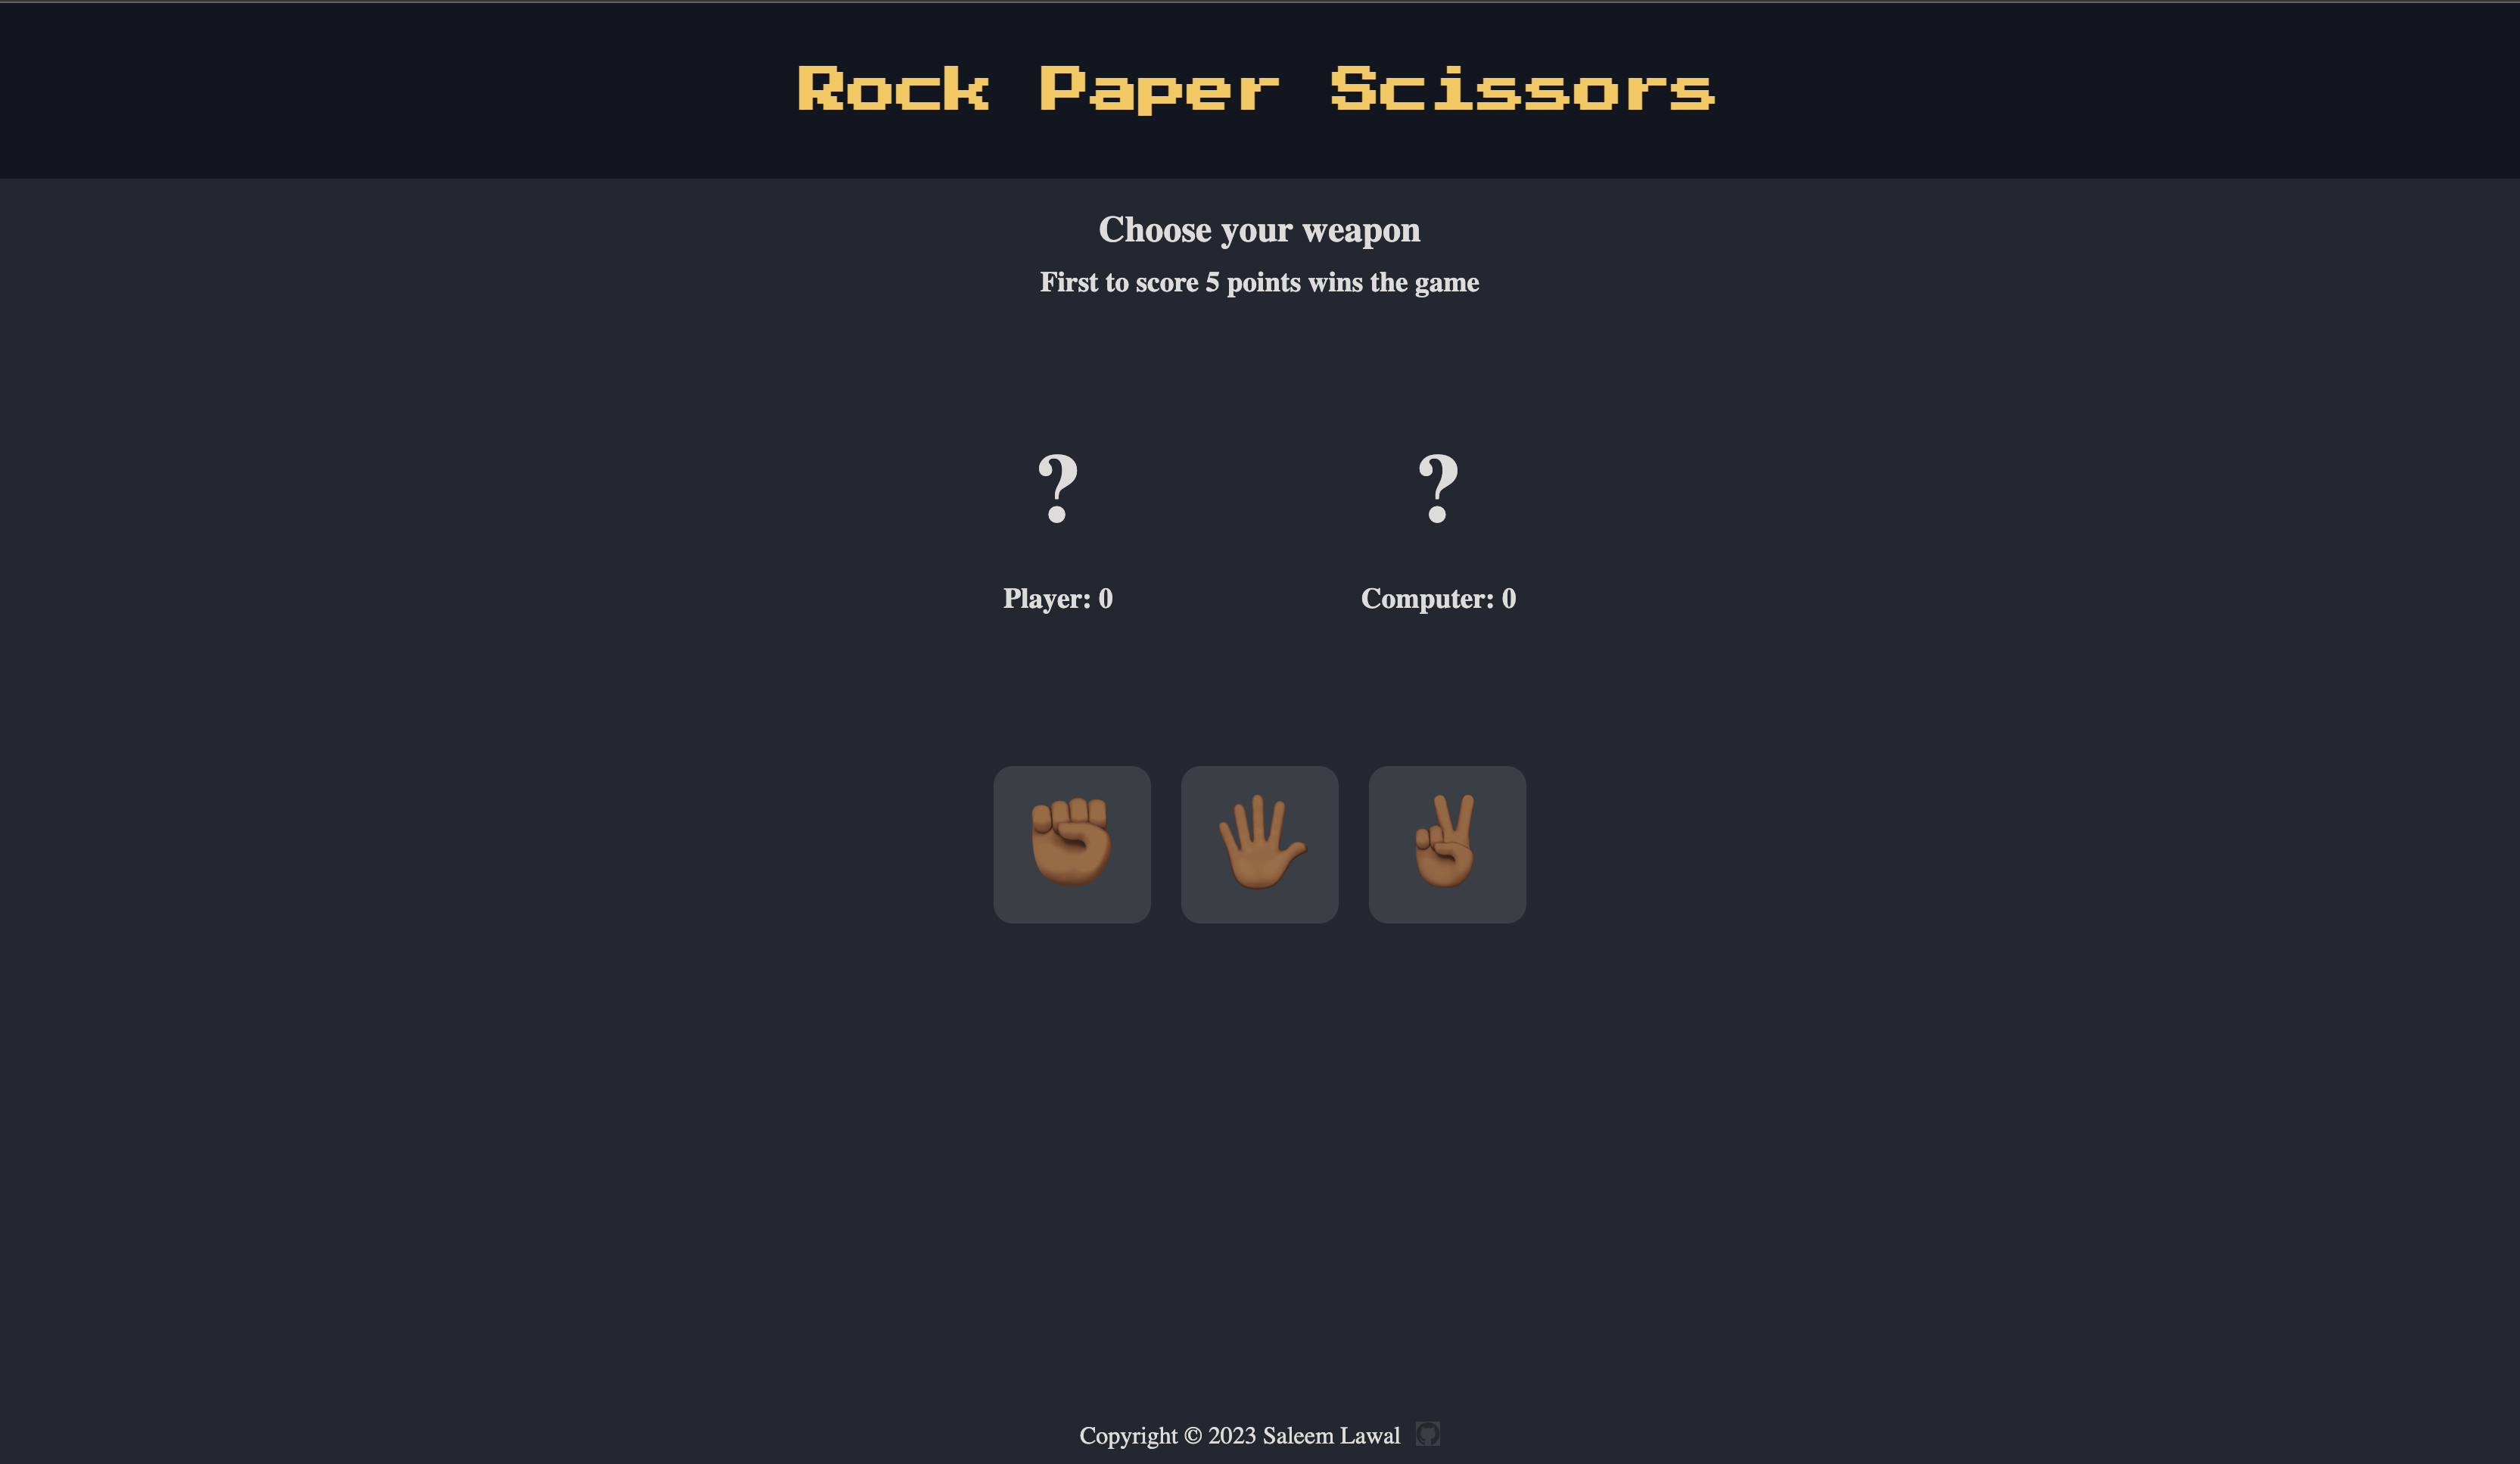 Rock Paper Scissors
Choose your weapon
First to score 5 points wins the game
? ?
Player: 0 Computer: 0
Copyright © 2023 Saleem Lawal